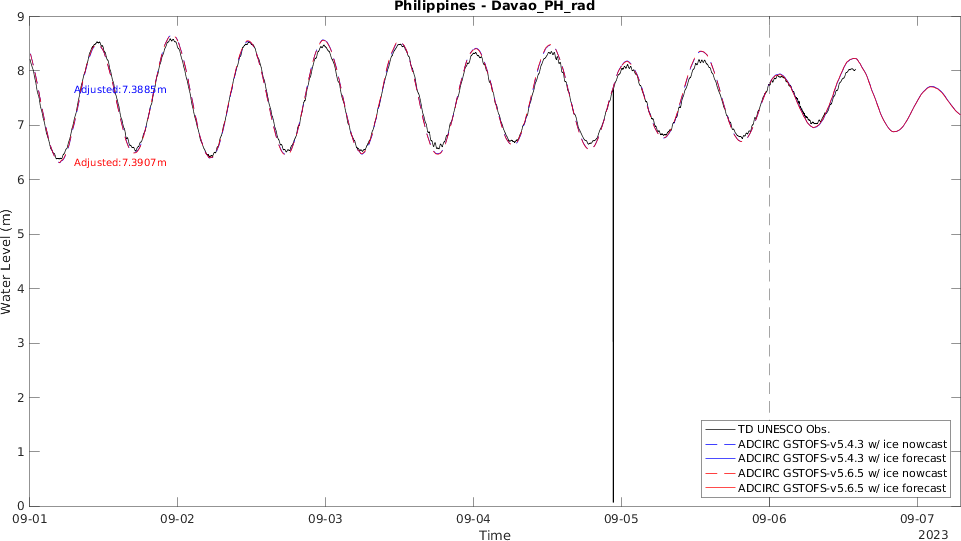 Philippines - Davao_PH_rad
9
8
7
6
5
4
3
2
1
0
Water Level (m)
Adjusted:7.3885m
Adjusted:7.3907m
TD UNESCO Obs.
ADCIRC GSTOFS-v5.4.3 w/ ice nowcast
ADCIRC GSTOFS-v5.4.3 w/ ice forecast
ADCIRC GSTOFS-v5.6.5 w/ ice nowcast
ADCIRC GSTOFS-v5.6.5 w/ ice forecast
09-01 09-02 09-03 09-04 09-05 09-06 09-07
Time
2023